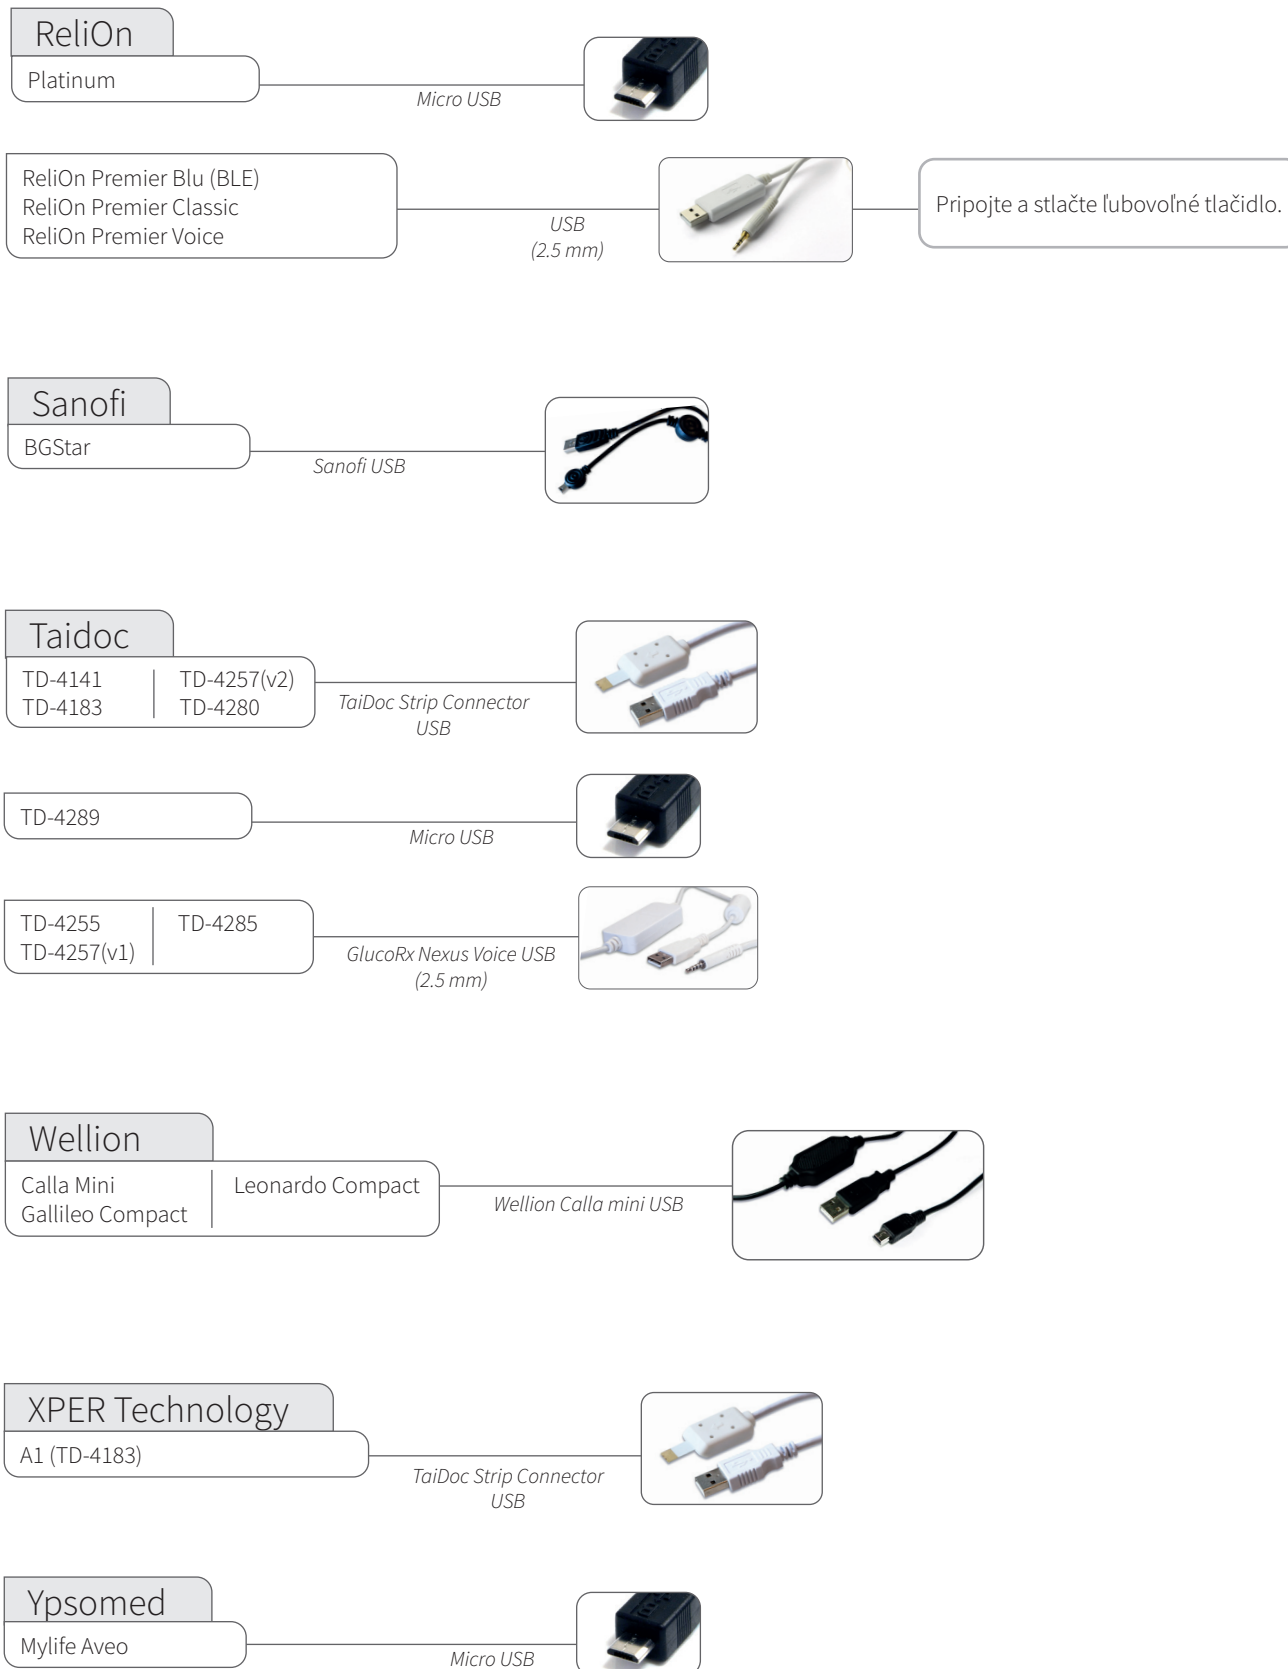 ReliOn
Platinum
Micro USB
ReliOn Premier Blu (BLE)
ReliOn Premier Classic
ReliOn Premier Voice
USB
(2.5 mm)
Pripojte a stlačte ľubovoľné tlačidlo.
Sanofi
BGStar
Sanofi USB
Taidoc
TD-4141
TD-4183
TD-4257(v2)
TD-4280
TaiDoc Strip Connector
USB
TD-4289
Micro USB
TD-4255
TD-4257(v1)
TD-4285
GlucoRx Nexus Voice USB
(2.5 mm)
Wellion
Calla Mini
Gallileo Compact
Leonardo Compact
Wellion Calla mini USB
XPER Technology
A1 (TD-4183)
TaiDoc Strip Connector
USB
Ypsomed
Mylife Aveo
Micro USB